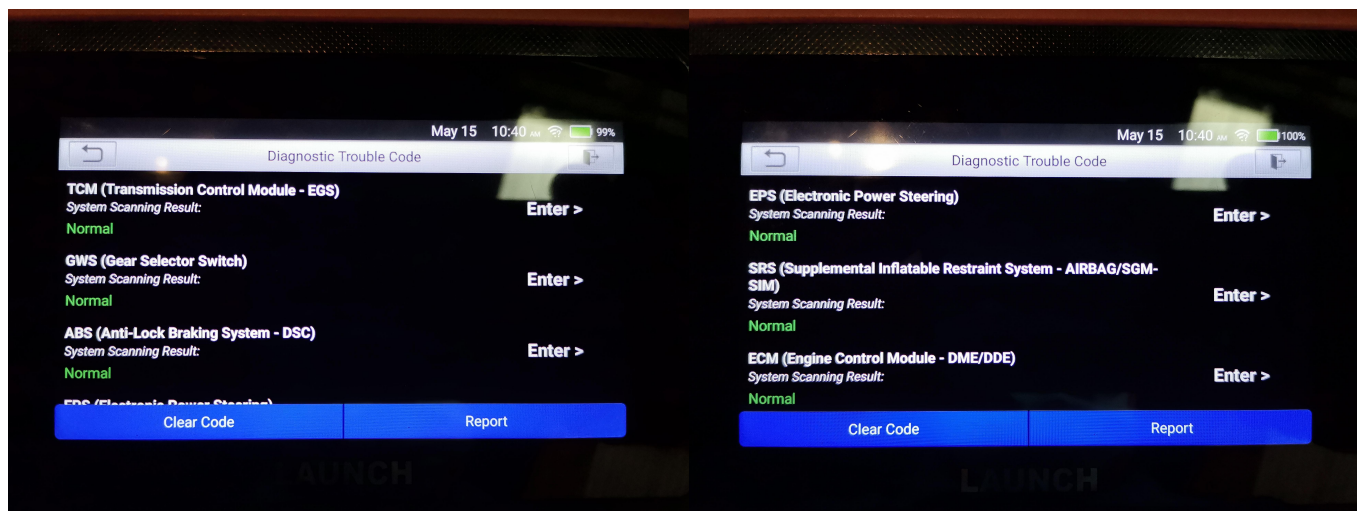 May 15 10:40 AM 99%
Diagnostic Trouble Code
TCM (Transmission Control Module - EGS)
System Scanning Result:
Enter >
Normal
GWS (Gear Selector Switch)
System Scanning Result:
Enter >
Normal
ABS (Anti-Lock Braking System - DSC)
System Scanning Result:
Enter >
Normal
EPS (Electronic Power Steering)
Clear Code
Report
LAUNCH
May 15 10:40 AM 100%
Diagnostic Trouble Code
EPS (Electronic Power Steering)
System Scanning Result:
Enter >
Normal
SRS (Supplemental Inflatable Restraint System - AIRBAG/SGM-
SIM)
System Scanning Result:
Enter >
Normal
ECM (Engine Control Module - DME/DDE)
System Scanning Result:
Enter >
Normal
Clear Code
Report
LAUNCH